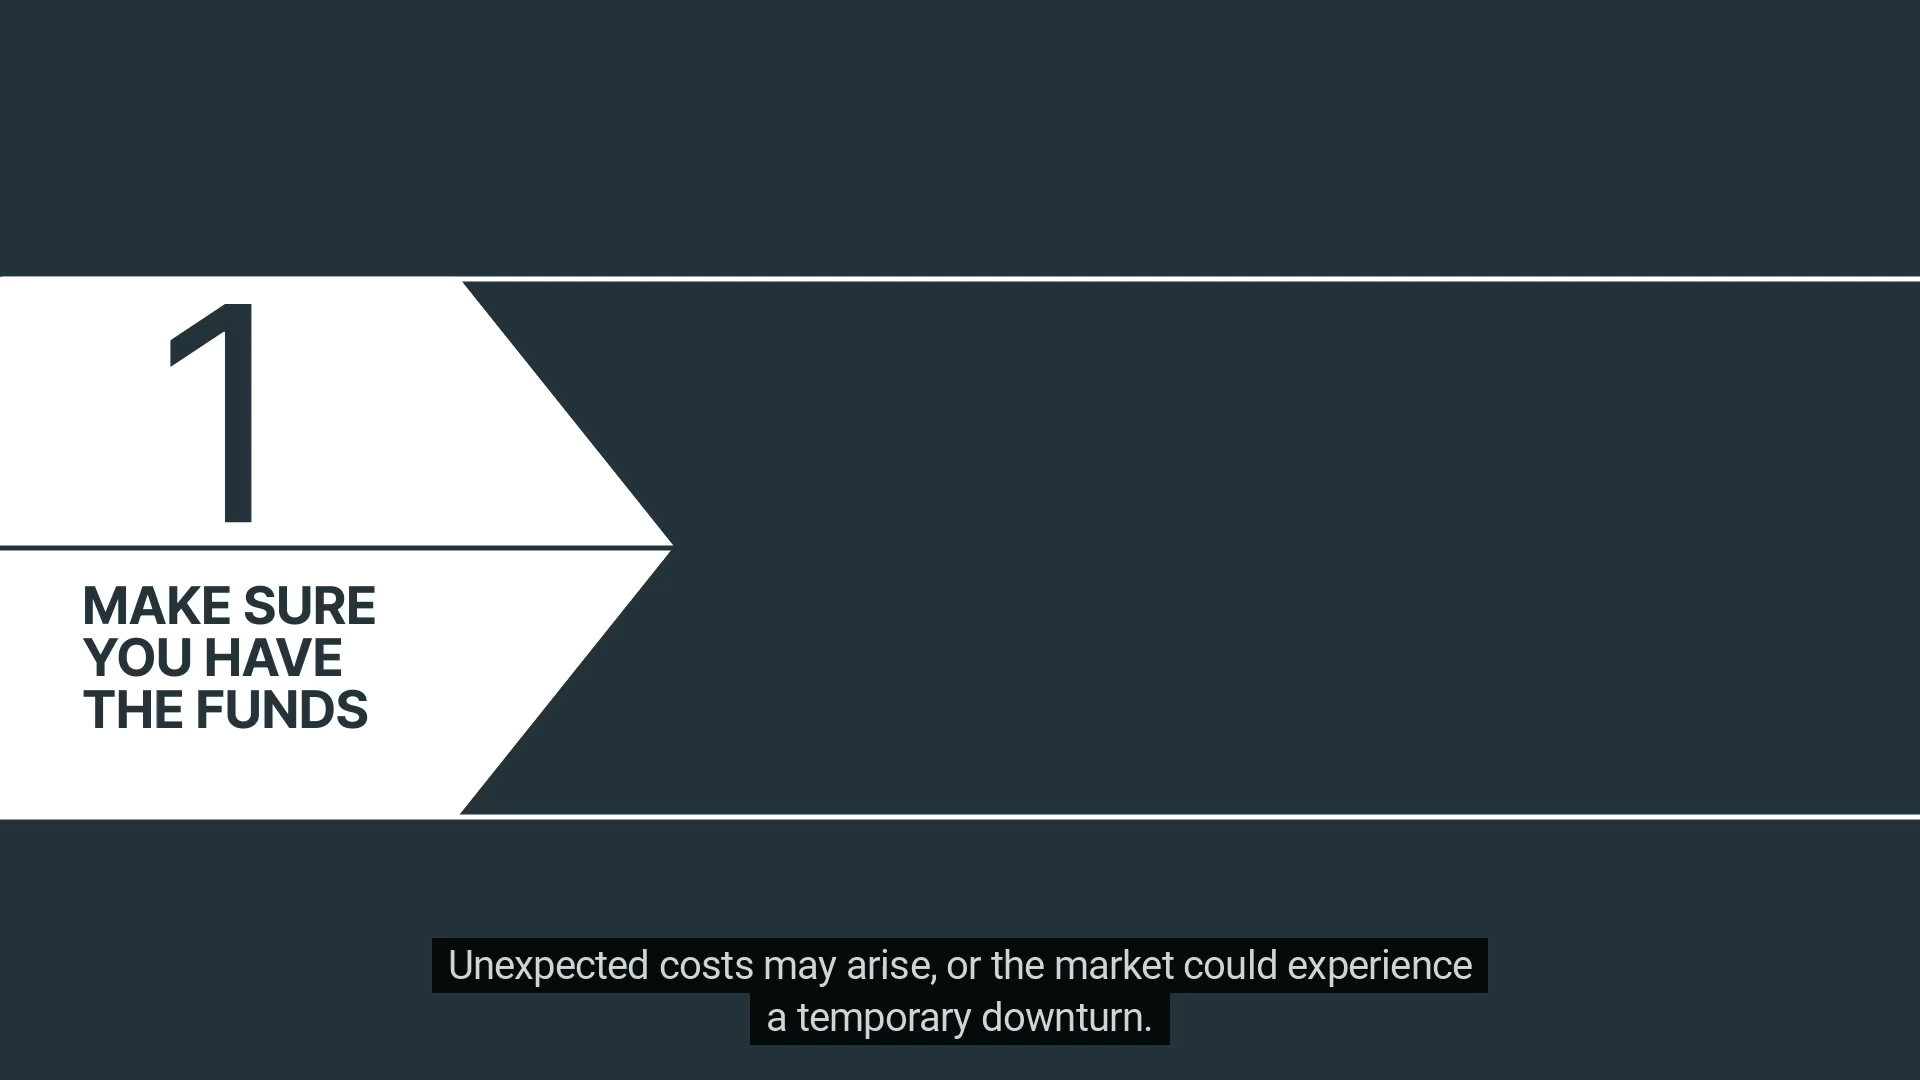 1
MAKE SURE
YOU HAVE
THE FUNDS
Unexpected costs may arise, or the market could experience
a temporary downturn.